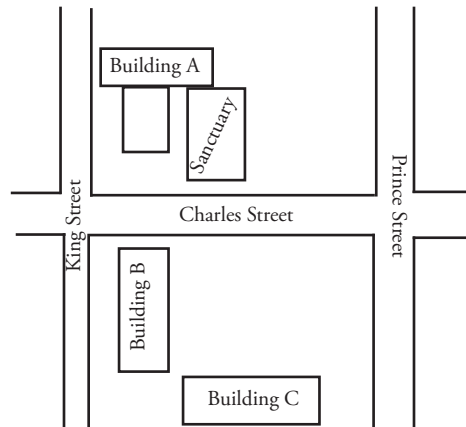 Building A
Sanctuary
Prince Street
Charles Street
King Street
Building B
Building C